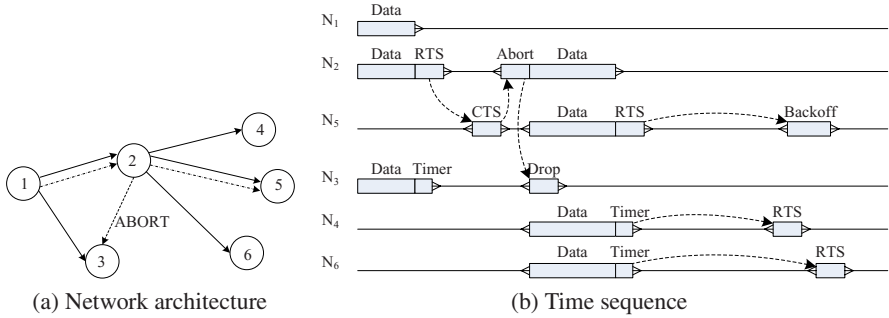 1
2
3
4
5
6
ABORT
(a) Network architecture
N1
Data
N2
Data RTS
Abort
Data
N5
CTS
Data RTS
Backoff
N3
Data Timer
Drop
N4
Data Timer
RTS
N6
Data Timer
RTS
(b) Time sequence